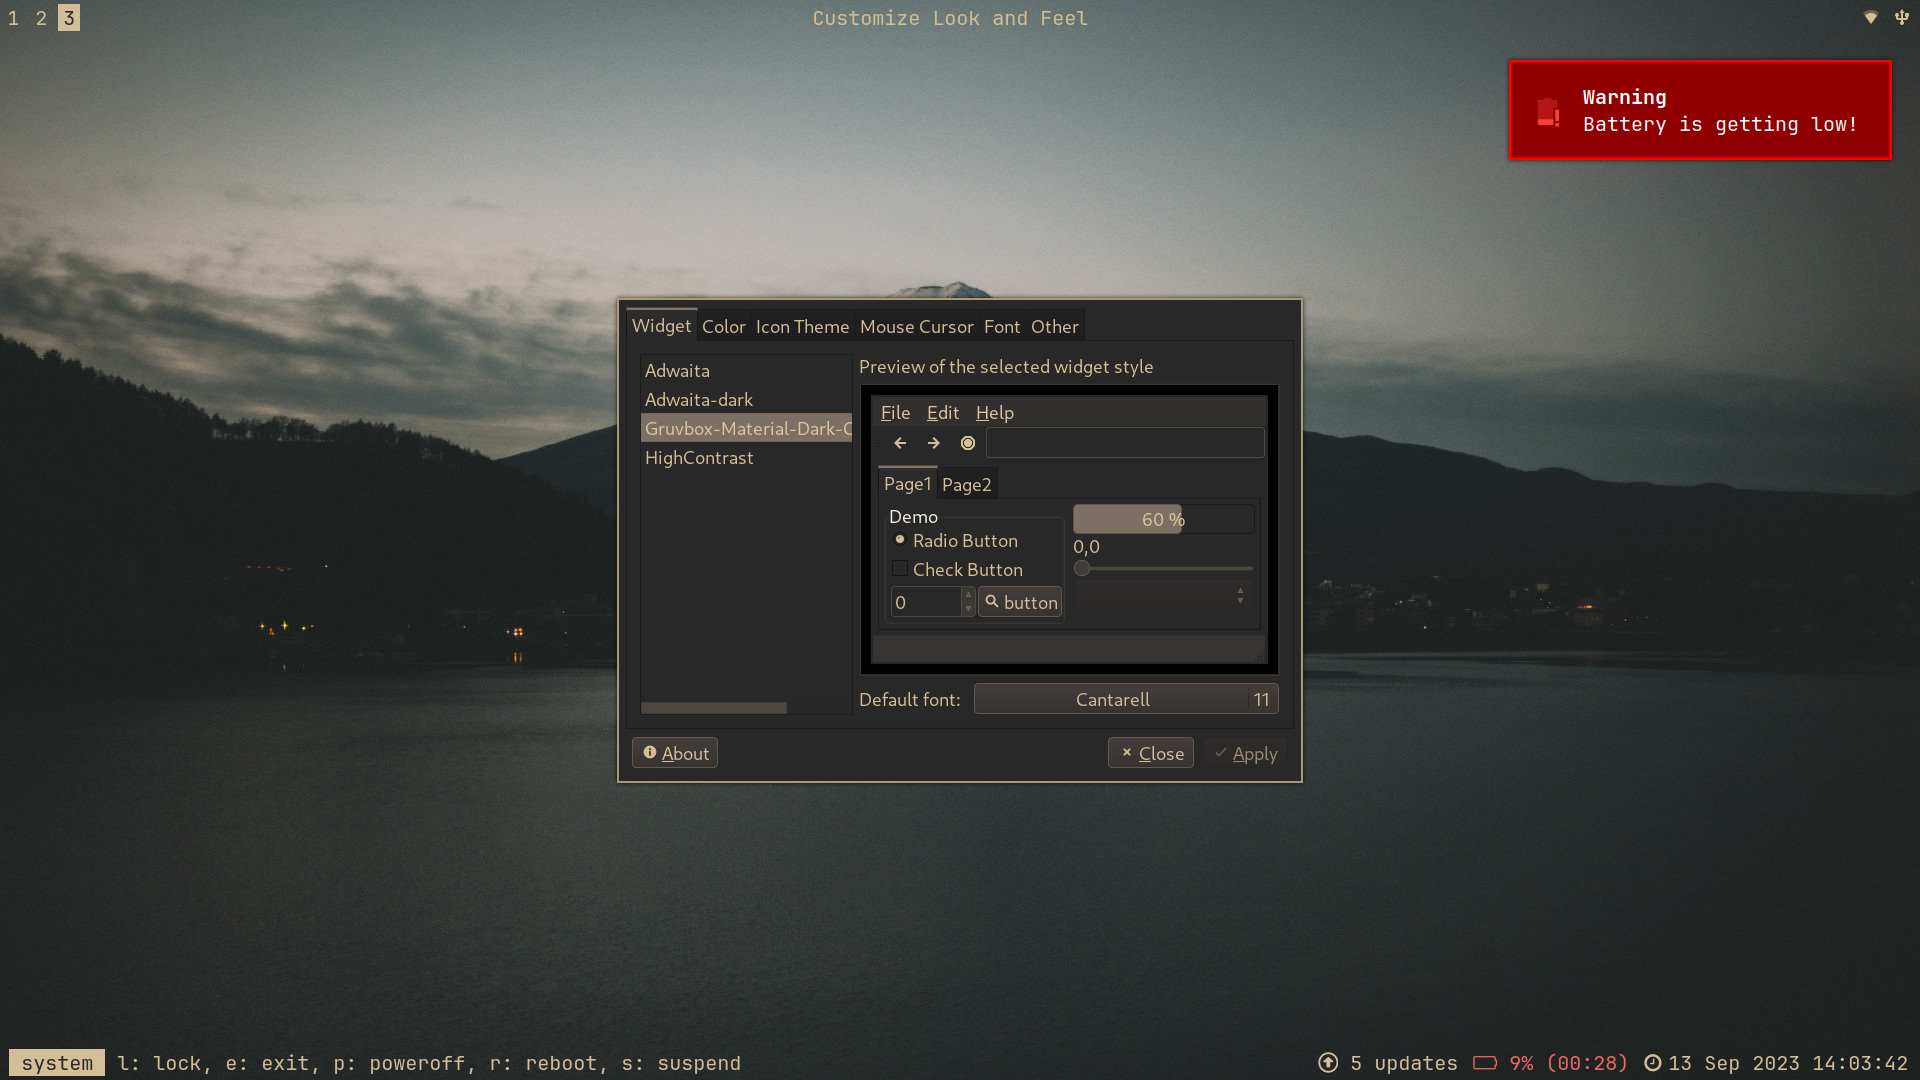 1 2 3
Customize Look and Feel
Warning
Battery is getting low!
Widget Color Icon Theme Mouse Cursor Font Other
Adwaita
Adwaita-dark
Gruvbox-Material-Dark-
HighContrast
Preview of the selected widget style
File Edit Help
Page1 Page2
Demo
Radio Button
Check Button
0 button
60 %
0,0
Default font: Cantarell 11
About Close Apply
system l: lock, e: exit, p: poweroff, r: reboot, s: suspend
5 updates 9% (00:28) 13 Sep 2023 14:03:42